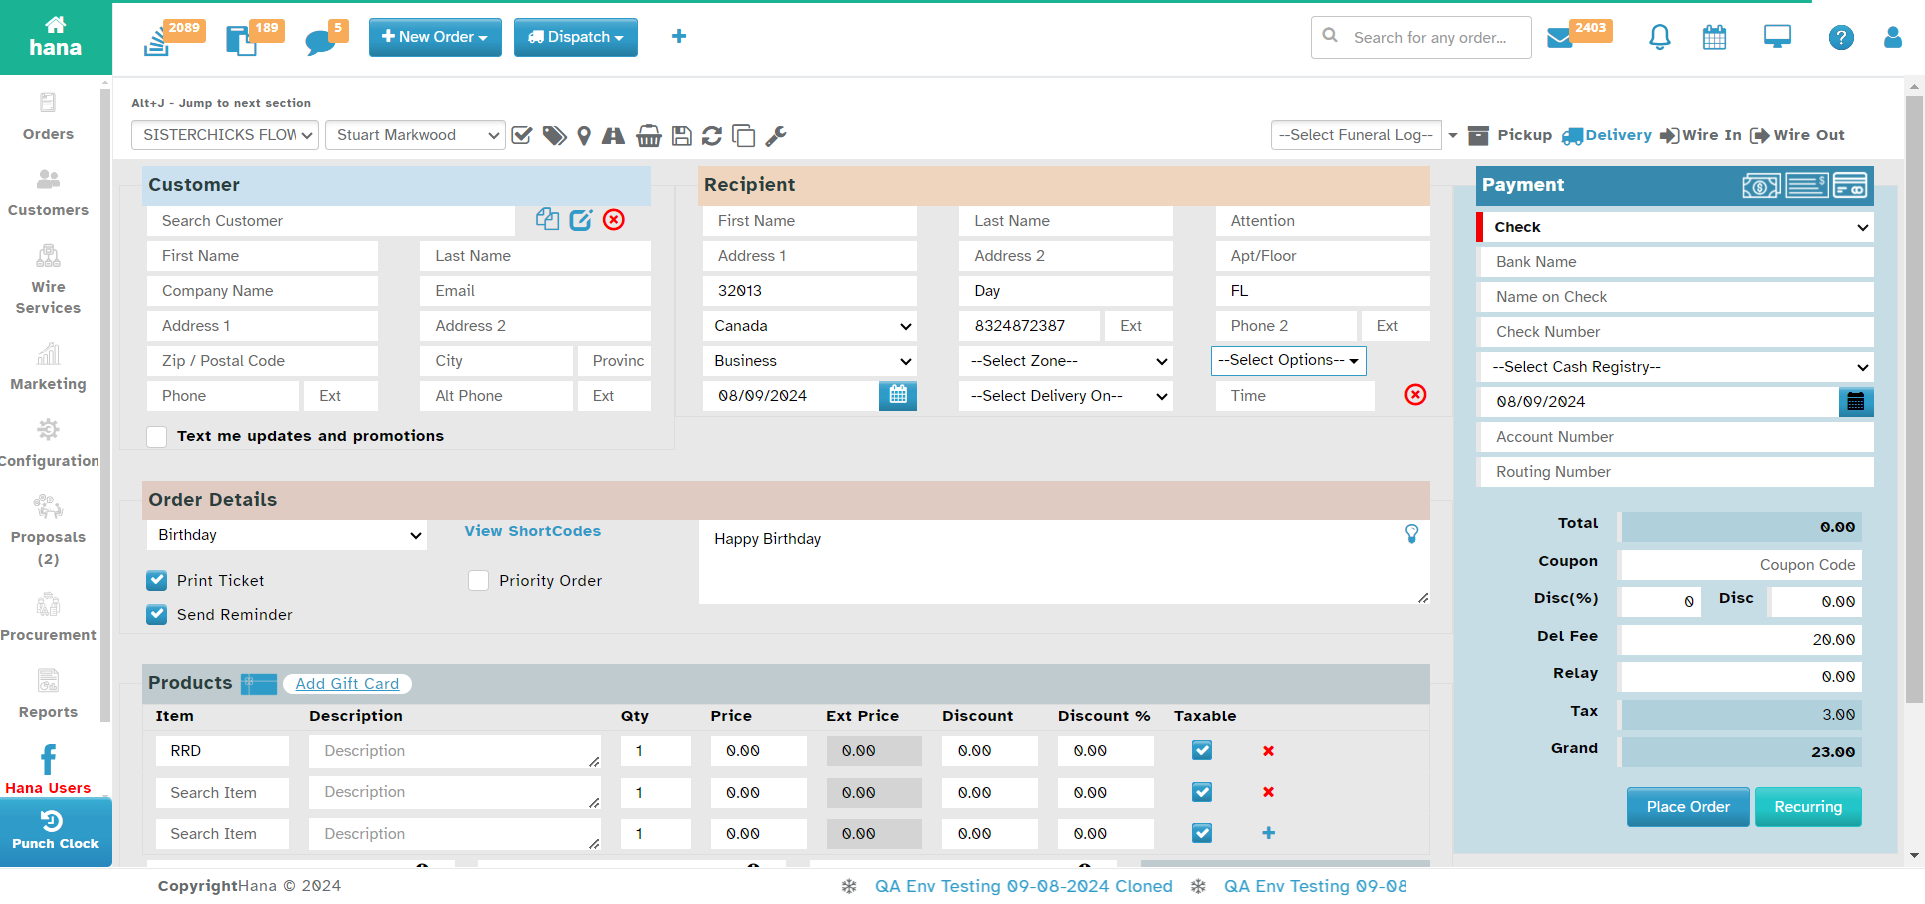 hana
2089
189
5
New Order
Dispatch
Search for any order...
2403
Orders
Customers
Wire
Services
Marketing
Configuration
Proposals
(2)
Procurement
Reports
Hana Users
Punch Clock
Alt+J - Jump to next section
SISTERCHICKS FLOW
Stuart Markwood
--Select Funeral Log--
Pickup
Delivery
Wire In
Wire Out
Customer
Search Customer
First Name
Last Name
Company Name
Email
Address 1
Address 2
Zip / Postal Code
City
Provinc
Phone
Ext
Alt Phone
Ext
Text me updates and promotions
Recipient
First Name
Last Name
Attention
Address 1
Address 2
Apt/Floor
32013
Day
FL
Canada
8324872387
Ext
Phone 2
Ext
Business
--Select Zone--
--Select Options--
08/09/2024
--Select Delivery On--
Time
Order Details
Birthday
View ShortCodes
Happy Birthday
Print Ticket
Priority Order
Send Reminder
Products
Add Gift Card
Item Description Qty Price Ext Price Discount Discount % Taxable
RRD Description 1 0.00 0.00 0.00 0.00
Search Item Description 1 0.00 0.00 0.00 0.00
Search Item Description 1 0.00 0.00 0.00 0.00
Payment
Check
Bank Name
Name on Check
Check Number
--Select Cash Registry--
08/09/2024
Account Number
Routing Number
Total 0.00
Coupon Coupon Code
Disc(%) 0 Disc 0.00
Del Fee 20.00
Relay 0.00
Tax 3.00
Grand 23.00
Place Order
Recurring
CopyrightHana © 2024
QA Env Testing 09-08-2024 Cloned
QA Env Testing 09-08